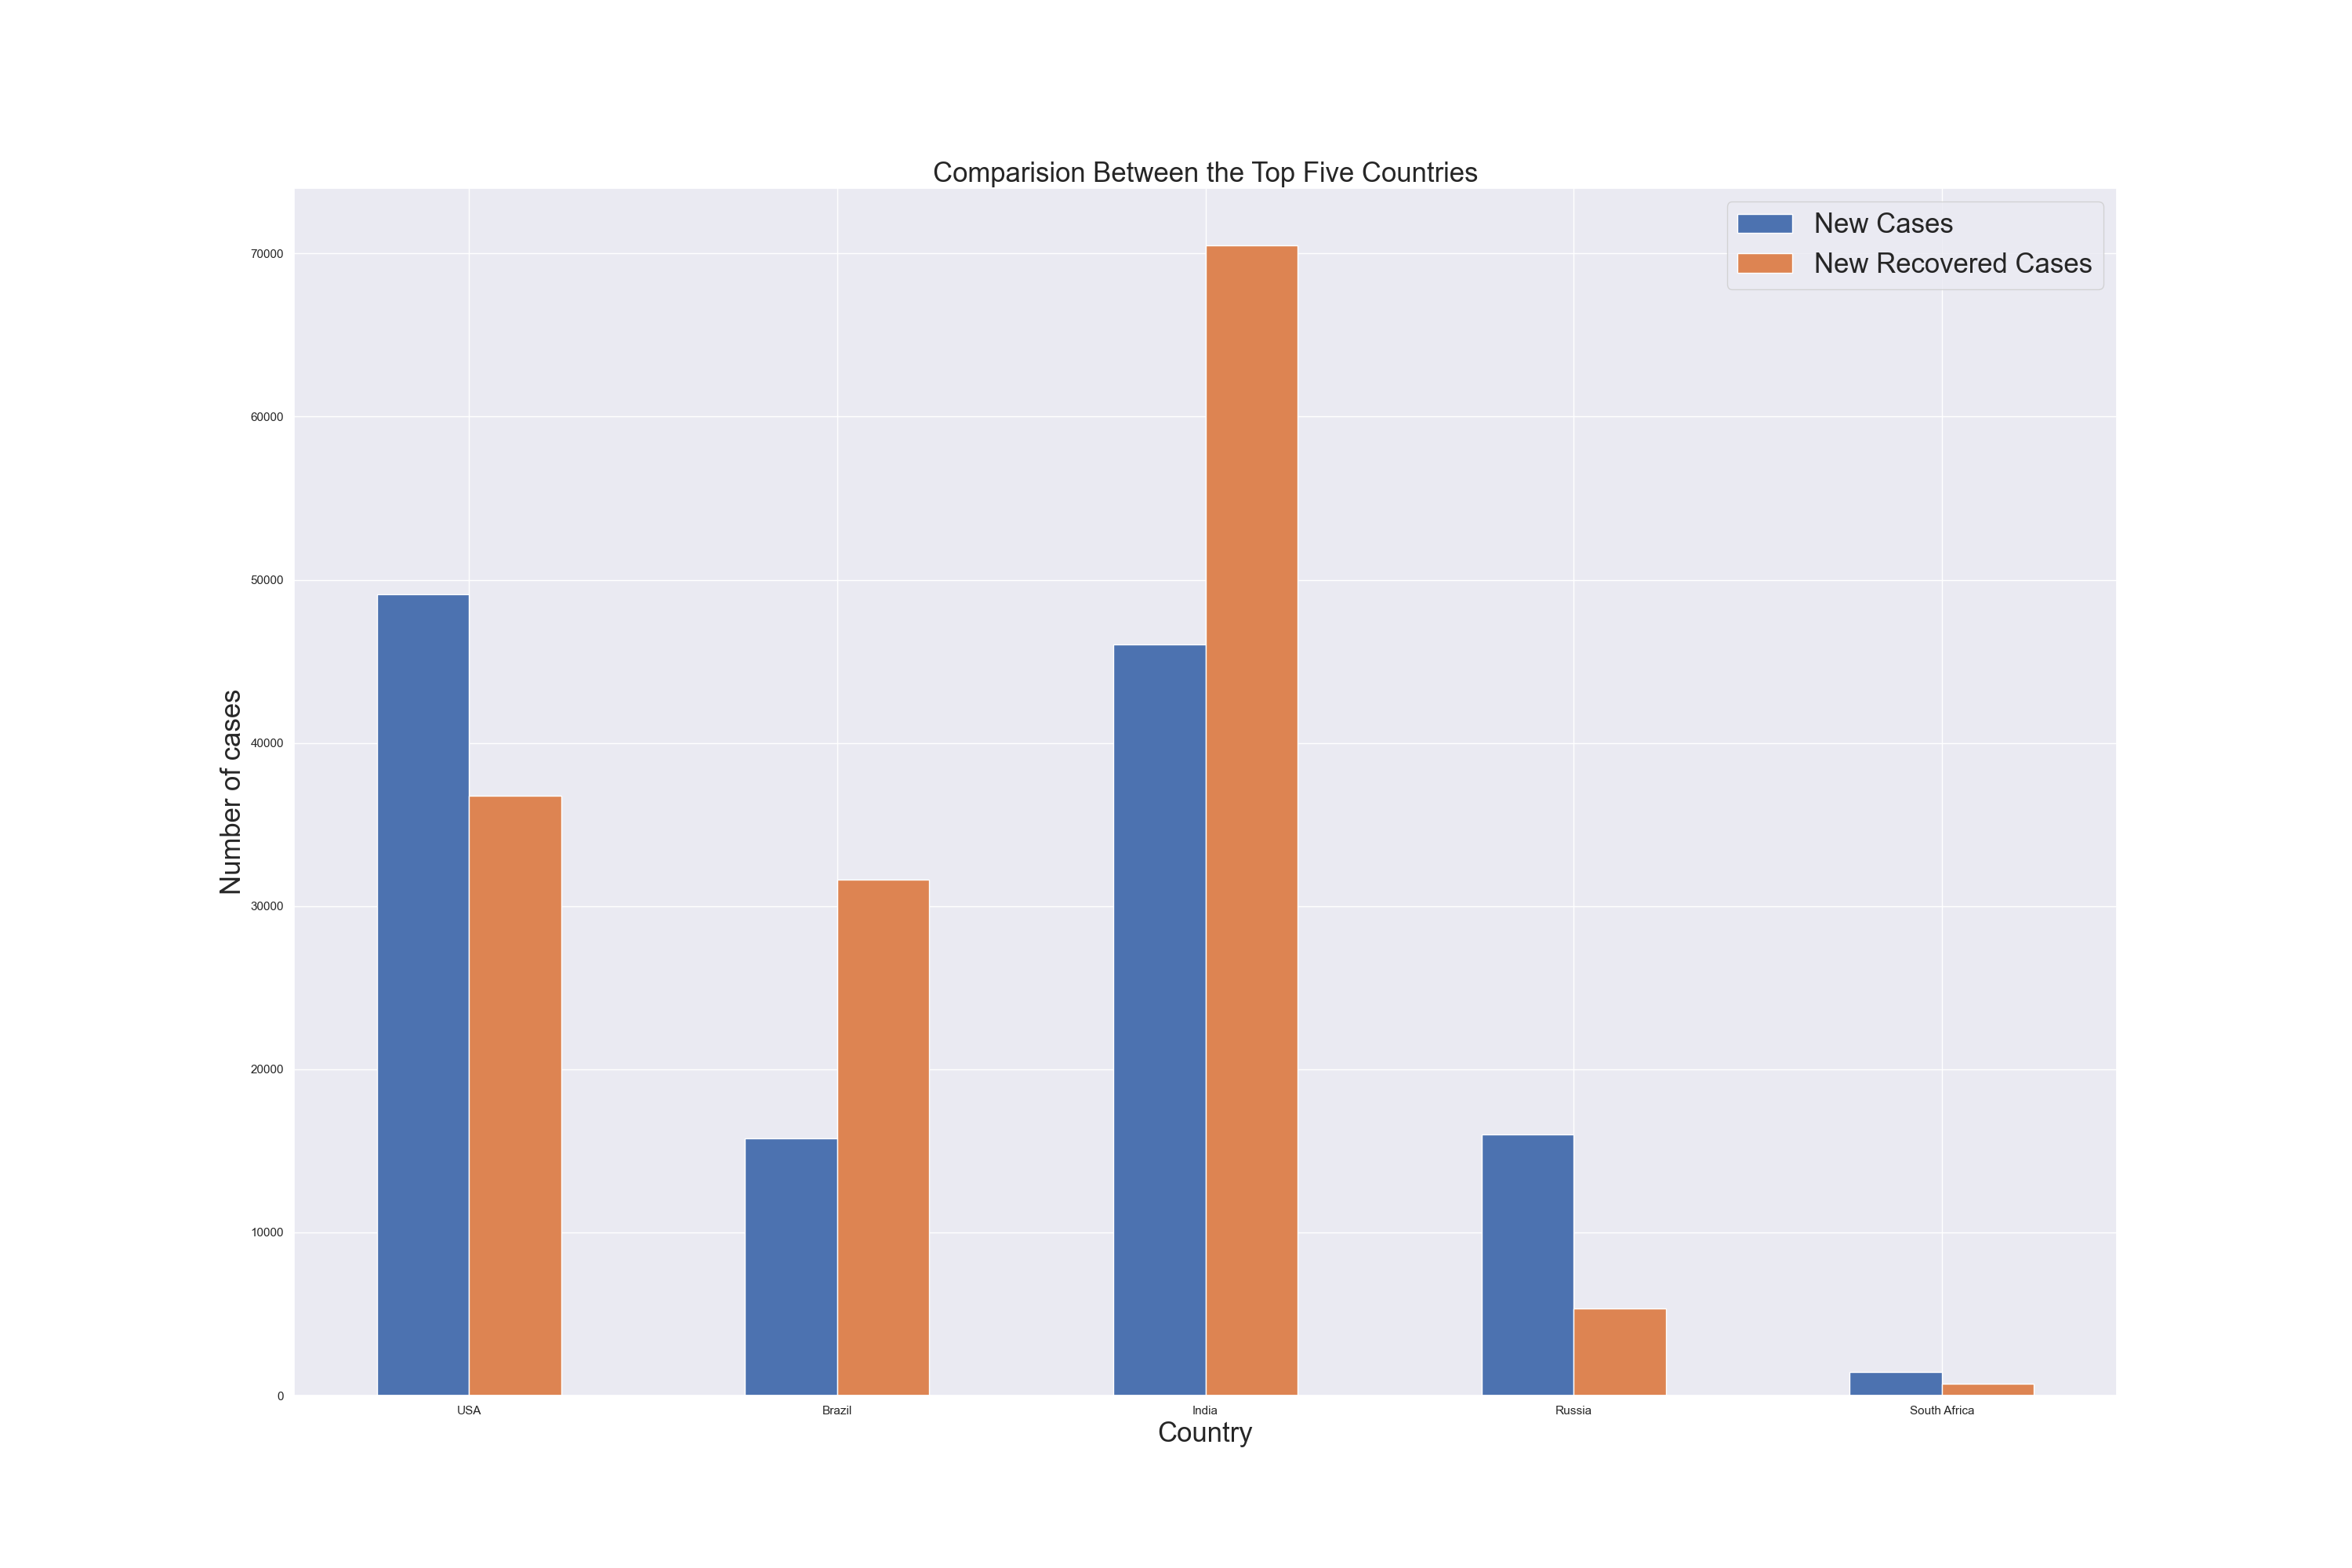 Comparision Between the Top Five Countries
New Cases
New Recovered Cases
70000
60000
50000
40000
30000
20000
10000
0
Number of cases
USA
Brazil
India
Russia
South Africa
Country